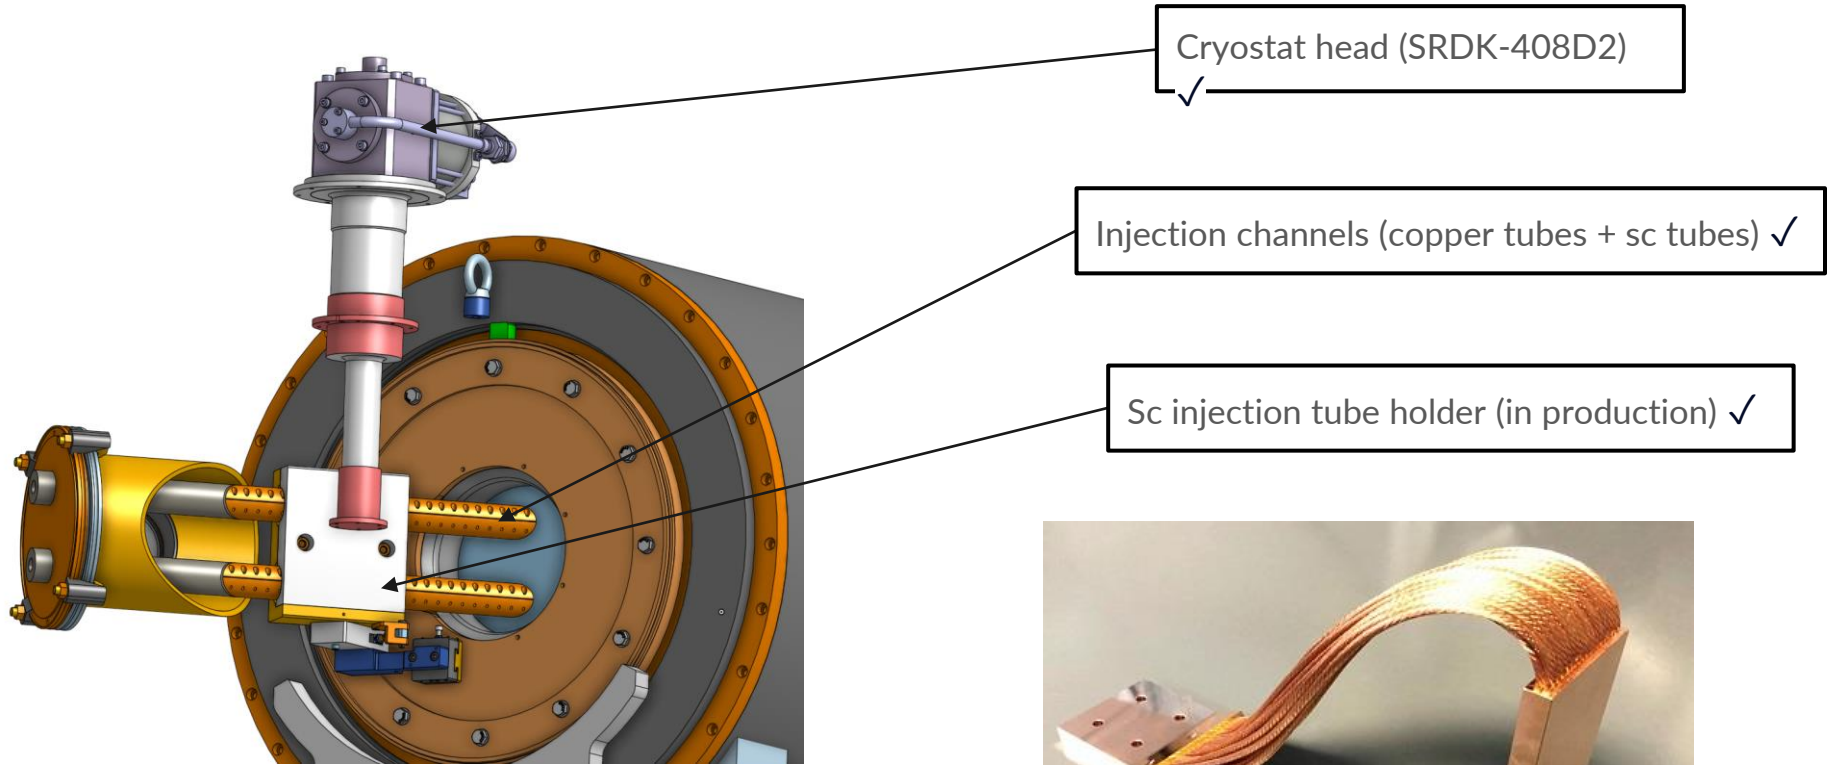 Cryostat head (SRDK-408D2)
✓
Injection channels (copper tubes + sc tubes) ✓
Sc injection tube holder (in production) ✓